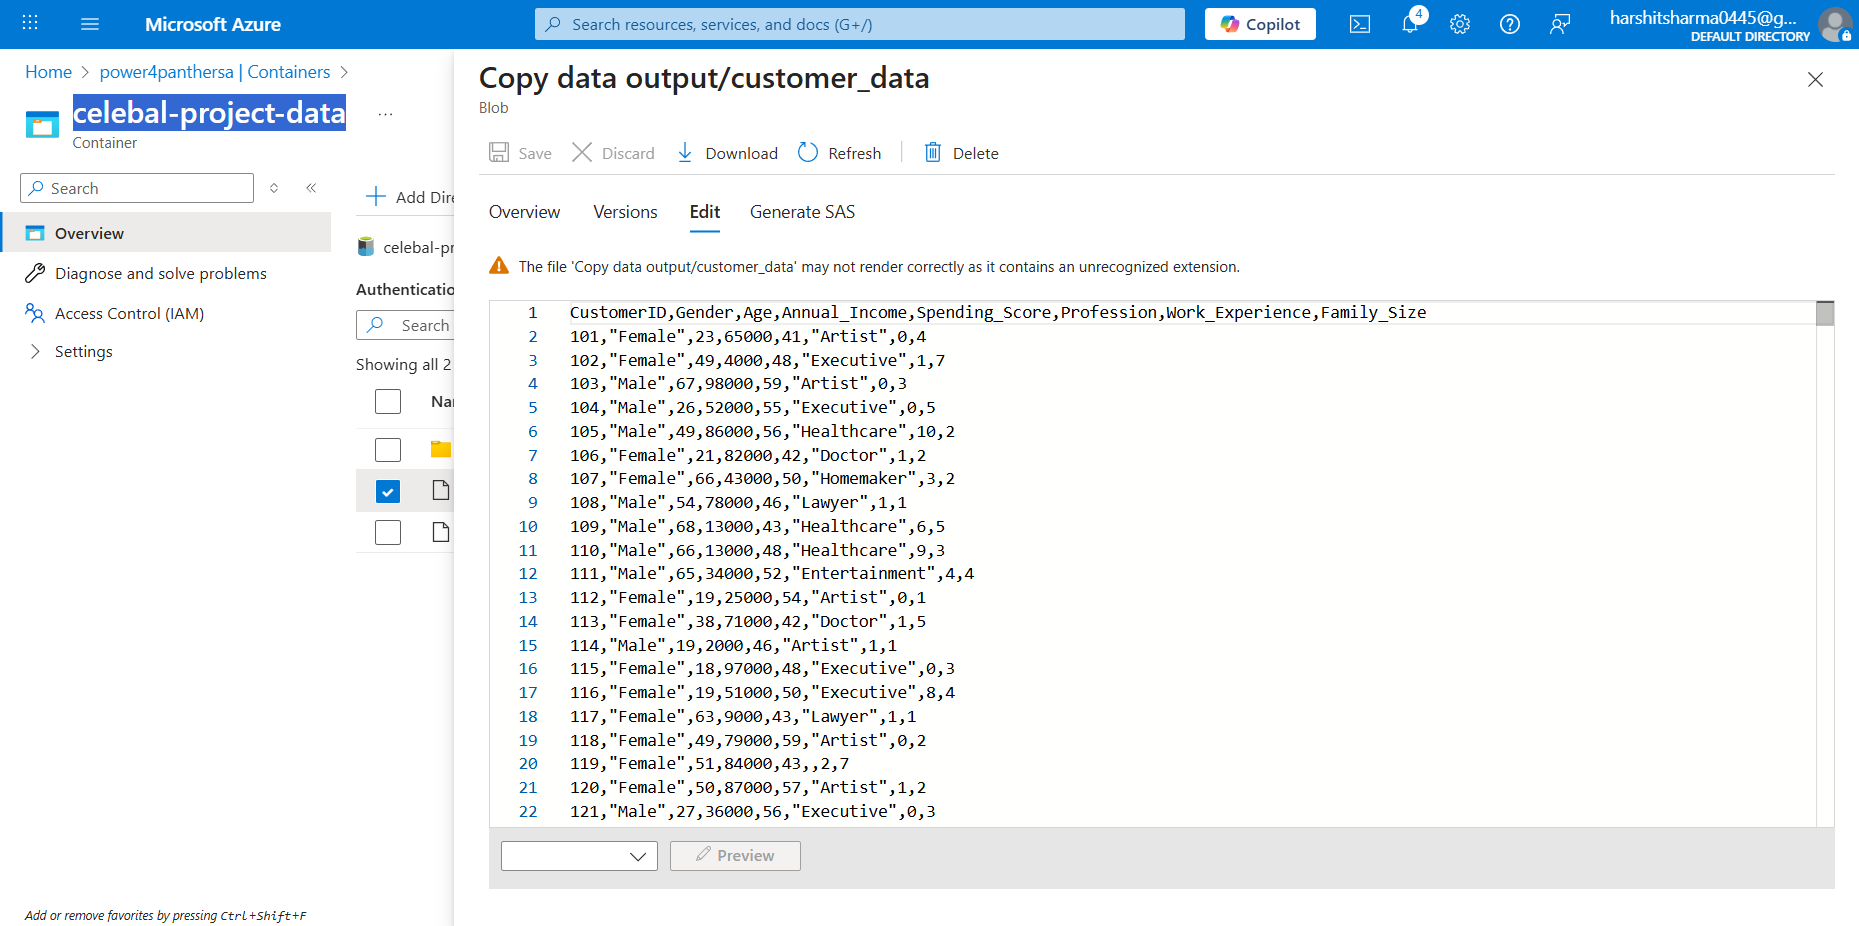 Microsoft Azure
Search resources, services, and docs (G+/)
Copilot
4
harshitsharma0445@g...
DEFAULT DIRECTORY
Home > power4panthersa | Containers >
celebal-project-data
...
Container
Search
Overview
Diagnose and solve problems
Access Control (IAM)
Settings
Add or remove favorites by pressing Ctrl+Shift+F
Add Dire
celebal-pr
Authenticatio
Search
Showing all 2
Nar
Copy data output/customer_data
Blob
Save
Discard
Download
Refresh
Delete
Overview
Versions
Edit
Generate SAS
The file 'Copy data output/customer_data' may not render correctly as it contains an unrecognized extension.
1 CustomerID,Gender,Age,Annual_Income,Spending_Score,Profession,Work_Experience,Family_Size
2 101,"Female",23,65000,41,"Artist",0,4
3 102,"Female",49,4000,48,"Executive",1,7
4 103,"Male",67,98000,59,"Artist",0,3
5 104,"Male",26,52000,55,"Executive",0,5
6 105,"Male",49,86000,56,"Healthcare",10,2
7 106,"Female",21,82000,42,"Doctor",1,2
8 107,"Female",66,43000,50,"Homemaker",3,2
9 108,"Male",54,78000,46,"Lawyer",1,1
10 109,"Male",68,13000,43,"Healthcare",6,5
11 110,"Male",66,13000,48,"Healthcare",9,3
12 111,"Male",65,34000,52,"Entertainment",4,4
13 112,"Female",19,25000,54,"Artist",0,1
14 113,"Female",38,71000,42,"Doctor",1,5
15 114,"Male",19,2000,46,"Artist",1,1
16 115,"Female",18,97000,48,"Executive",0,3
17 116,"Female",19,51000,50,"Executive",8,4
18 117,"Female",63,9000,43,"Lawyer",1,1
19 118,"Female",49,79000,59,"Artist",0,2
20 119,"Female",51,84000,43,,2,7
21 120,"Female",50,87000,57,"Artist",1,2
22 121,"Male",27,36000,56,"Executive",0,3
Preview